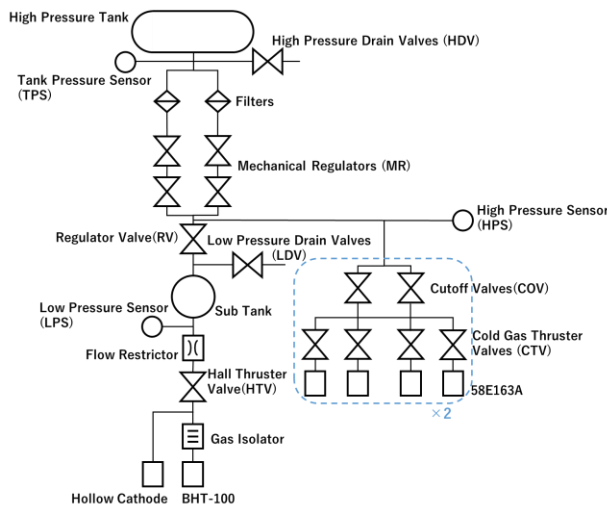 High Pressure Tank
High Pressure Drain Valves (HDV)
Tank Pressure Sensor
(TPS)
Filters
Mechanical Regulators (MR)
High Pressure Sensor
(HPS)
Regulator Valve(RV)
Low Pressure Drain Valves
(LDV)
Cutoff Valves(COV)
Low Pressure Sensor
(LPS)
Sub Tank
Cold Gas Thruster
Valves (CTV)
Flow Restrictor
Hall Thruster
Valve(HTV)
58E163A
×2
Gas Isolator
Hollow Cathode
BHT-100